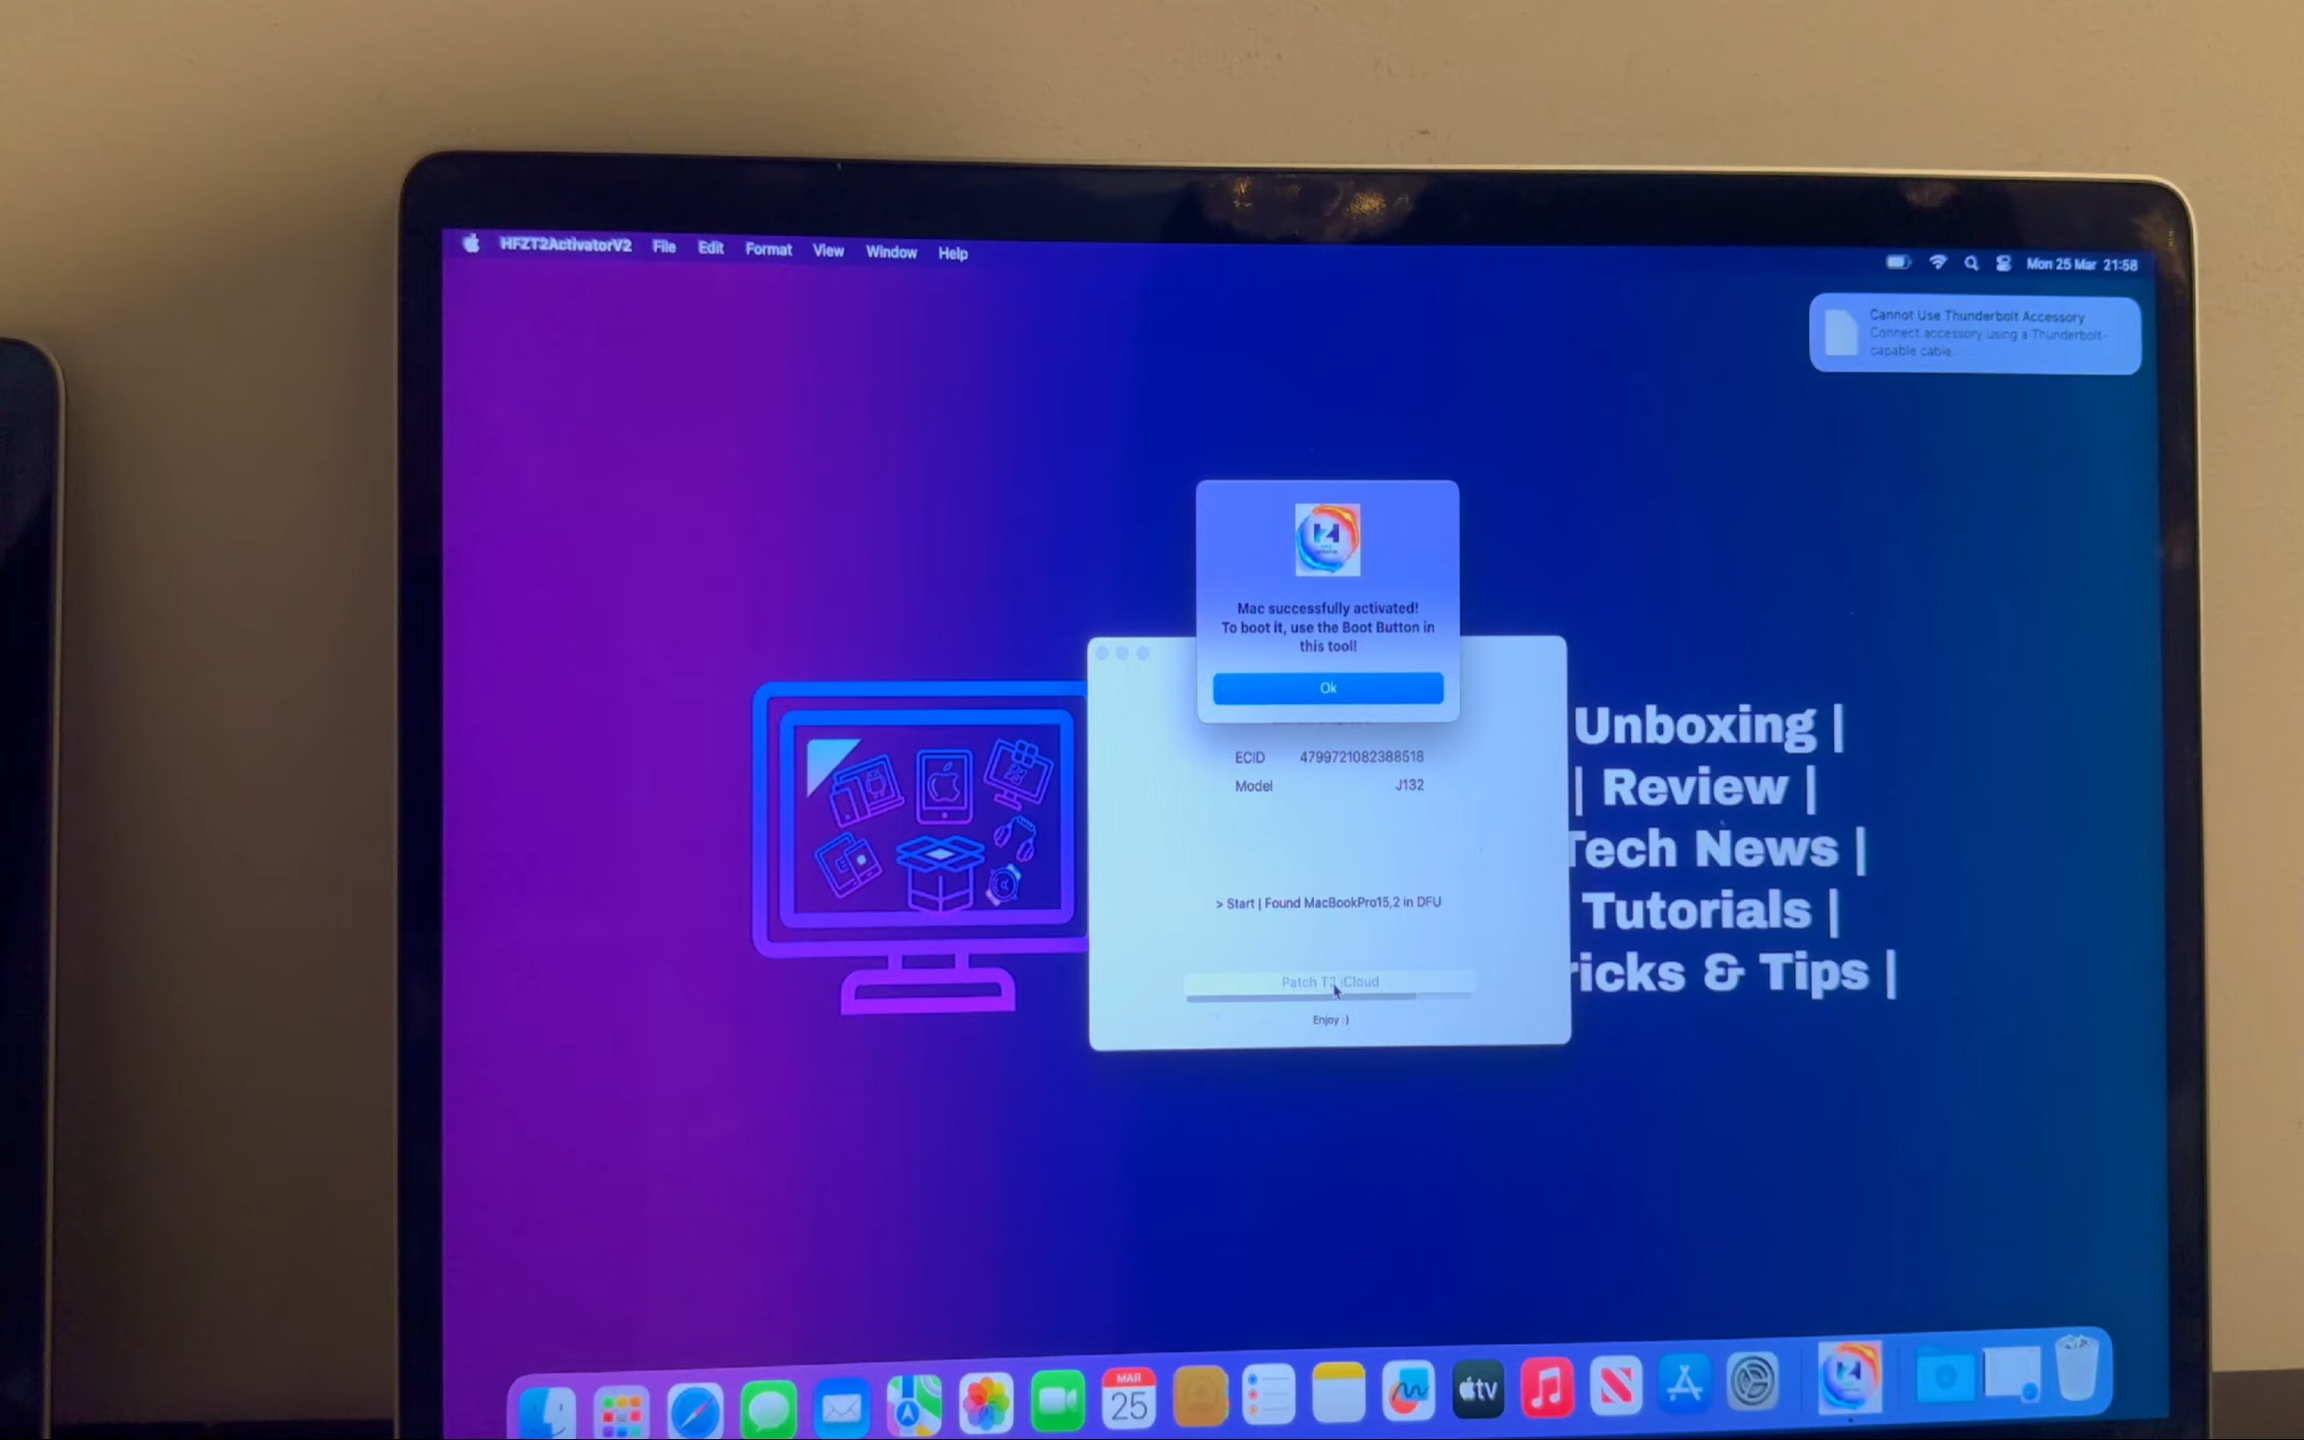 HFZT2ActivatorV2 File Edit Format View Window Help
Mon 25 Mar 21:58
Cannot Use Thunderbolt Accessory
Connect accessory using a Thunderbolt-
capable cable.
Mac successfully activated!
To boot it, use the Boot Button in
this tool!
Ok
ECID 4799721082388518
Model J132
> Start | Found MacBookPro15,2 in DFU
Patch T2 iCloud
Enjoy :)
Unboxing |
| Review |
Tech News |
Tutorials |
ricks & Tips |
MAR
25
tv